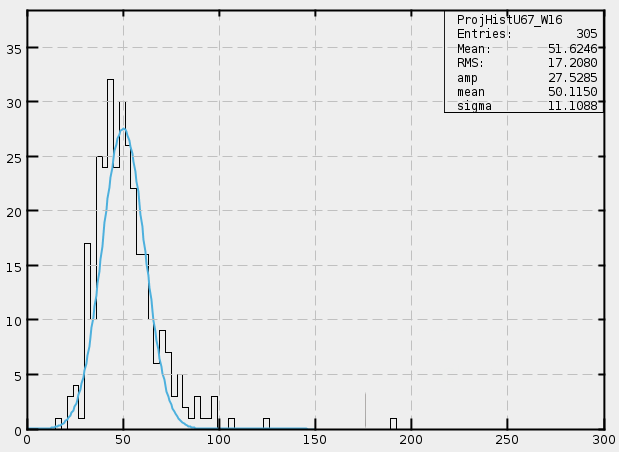 ProjHistU67_W16
Entries: 305
Mean: 51.6246
RMS: 17.2080
amp 27.5285
mean 50.1150
sigma 11.1088
35
30
25
20
15
10
5
0
0 50 100 150 200 250 300